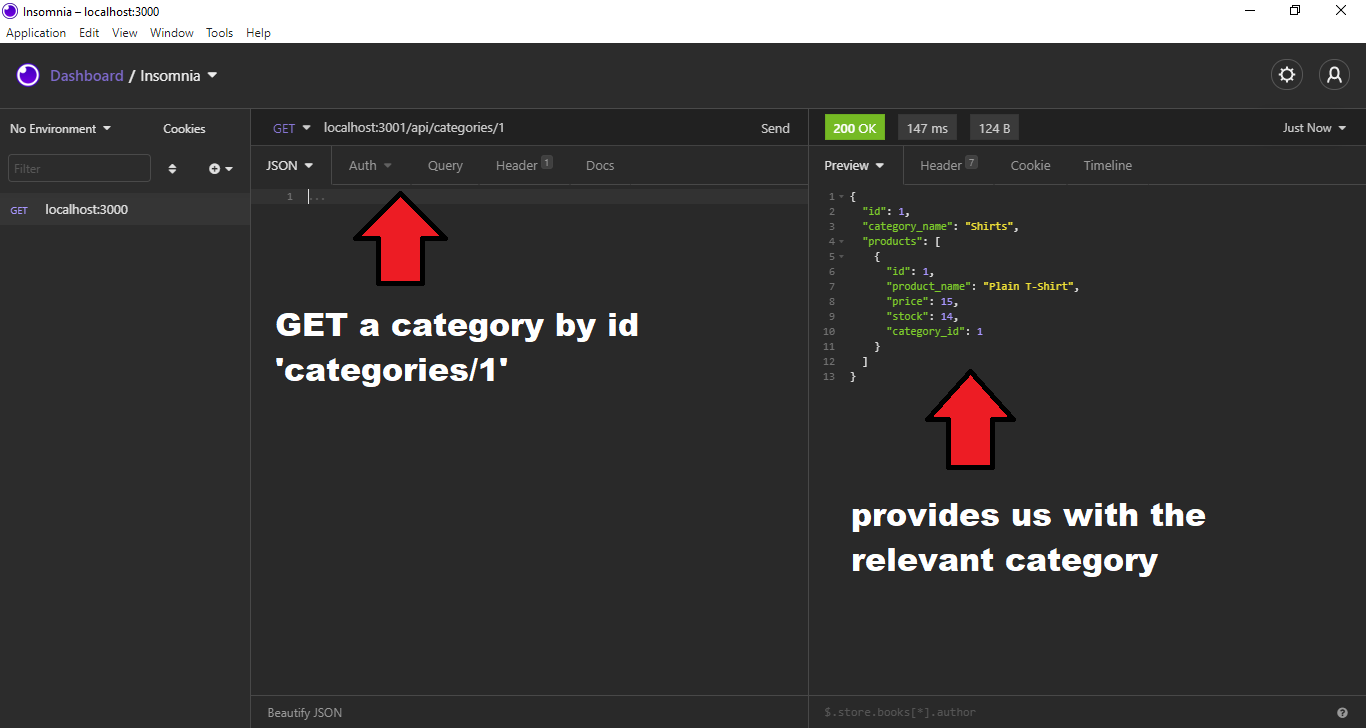 Insomnia – localhost:3000
Application Edit View Window Tools Help
Dashboard / Insomnia
No Environment Cookies
Filter
GET localhost:3000
GET localhost:3001/api/categories/1 Send
JSON Auth Query Header 1 Docs
1 ...
GET a category by id
'categories/1'
Beautify JSON
200 OK 147 ms 124 B Just Now
Preview Header 7 Cookie Timeline
1 {
2 "id": 1,
3 "category_name": "Shirts",
4 "products": [
5 {
6 "id": 1,
7 "product_name": "Plain T-Shirt",
8 "price": 15,
9 "stock": 14,
10 "category_id": 1
11 }
12 ]
13 }
provides us with the
relevant category
$.store.books[*].author